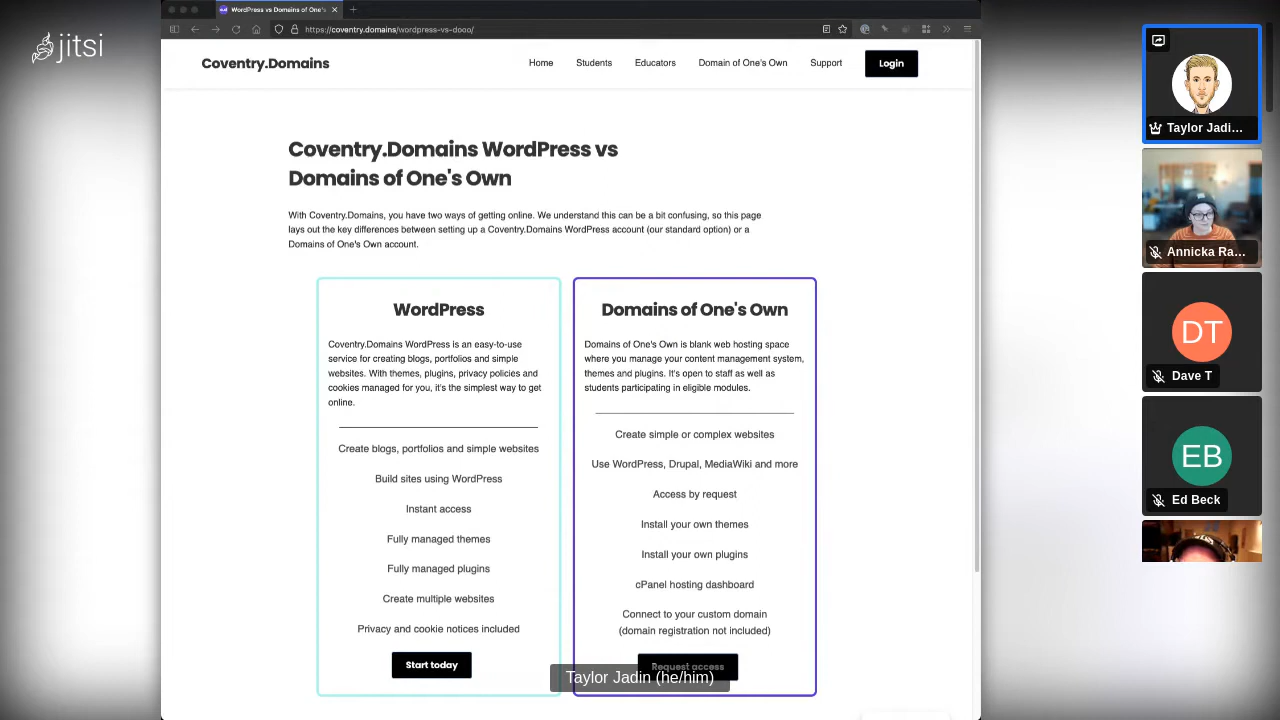 jitsi
WordPress vs Domains of One's
https://coventry.domains/wordpress-vs-dooo/
Coventry.Domains
Home
Students
Educators
Domain of One's Own
Support
Login
Coventry.Domains WordPress vs
Domains of One's Own
With Coventry.Domains, you have two ways of getting online. We understand this can be a bit confusing, so this page
lays out the key differences between setting up a Coventry.Domains WordPress account (our standard option) or a
Domains of One's Own account.
WordPress
Coventry.Domains WordPress is an easy-to-use
service for creating blogs, portfolios and simple
websites. With themes, plugins, privacy policies and
cookies managed for you, it's the simplest way to get
online.
Create blogs, portfolios and simple websites
Build sites using WordPress
Instant access
Fully managed themes
Fully managed plugins
Create multiple websites
Privacy and cookie notices included
Start today
Domains of One's Own
Domains of One's Own is blank web hosting space
where you manage your content management system,
themes and plugins. It's open to staff as well as
students participating in eligible modules.
Create simple or complex websites
Use WordPress, Drupal, MediaWiki and more
Access by request
Install your own themes
Install your own plugins
cPanel hosting dashboard
Connect to your custom domain
(domain registration not included)
Request access
Taylor Jadin (he/him)
Taylor Jadi...
Annicka Ra...
DT
Dave T
EB
Ed Beck